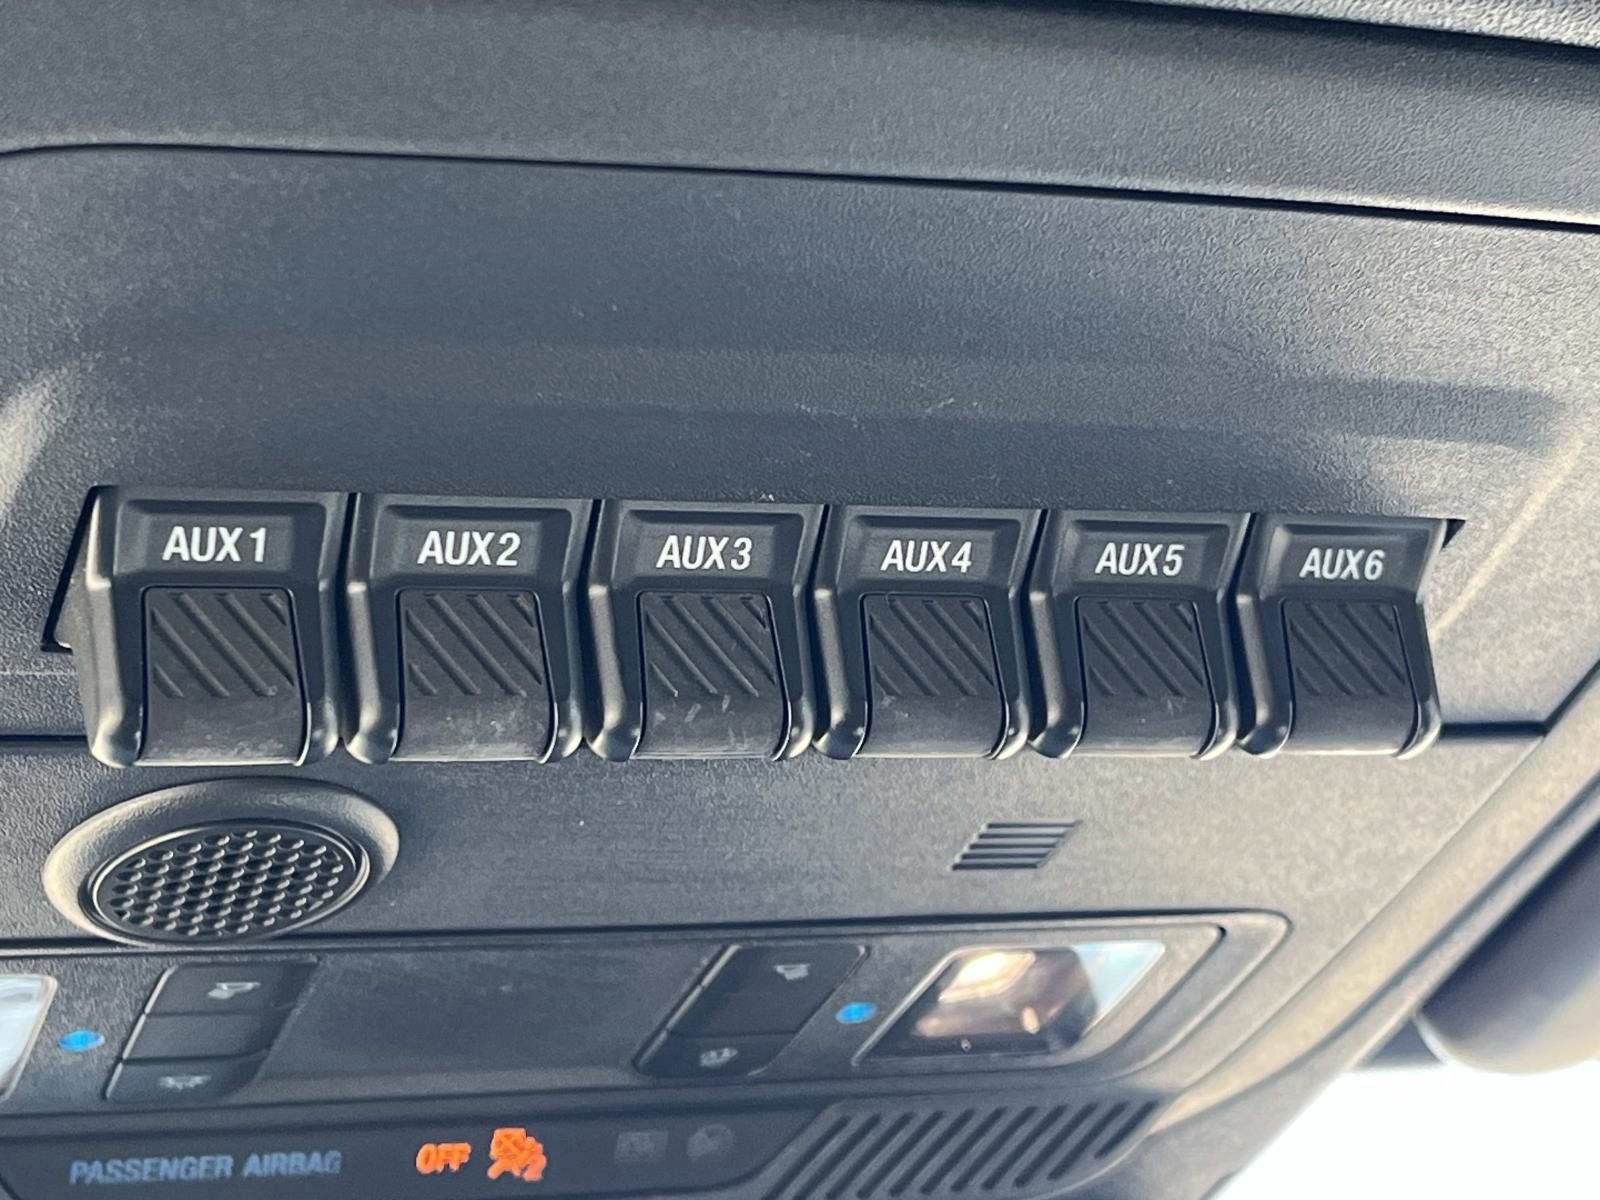 AUX1 AUX2 AUX3 AUX4 AUX5 AUX6
PASSENGER AIRBAG OFF